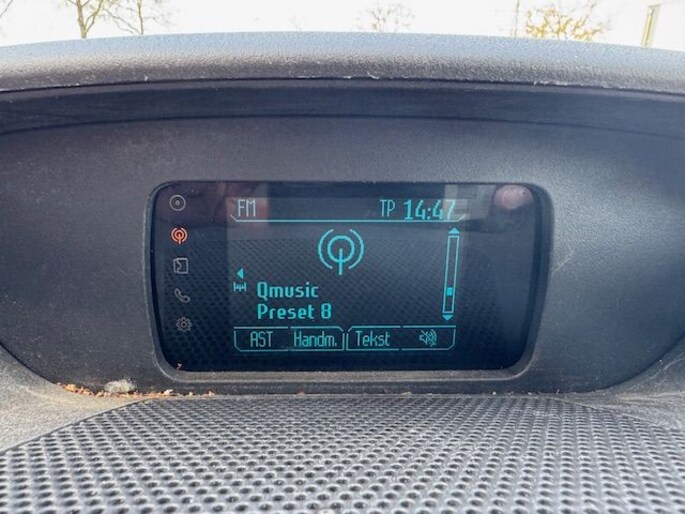 FM TP 14:47
Qmusic
Preset 8
AST Handm. Tekst